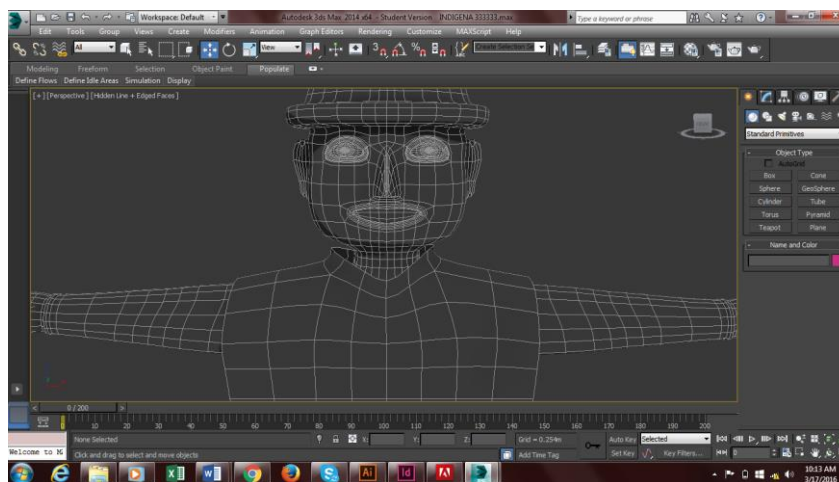 Workspace: Default
Autodesk 3ds Max 2014 x64 - Student Version INDIGENA 333333.max
Type a keyword or phrase
Edit Tools Group Views Create Modifiers Animation Graph Editors Rendering Customize MAXScript Help
All
View
Create Selection Se
Modeling Freeform Selection Object Paint Populate
Define Flows Define Idle Areas Simulation Display
[+] [Perspective] [Hidden Line + Edged Faces]
Standard Primitives
- Object Type
AutoGrid
Box Cone
Sphere GeoSphere
Cylinder Tube
Torus Pyramid
Teapot Plane
- Name and Color
0 / 200
0 10 20 30 40 50 60 70 80 90 100 110 120 130 140 150 160 170 180 190 200
None Selected X: Y: Z: Grid = 0.254m Auto Key Selected
Welcome to M Click and drag to select and move objects Add Time Tag Set Key Key Filters... 0
10:13 AM